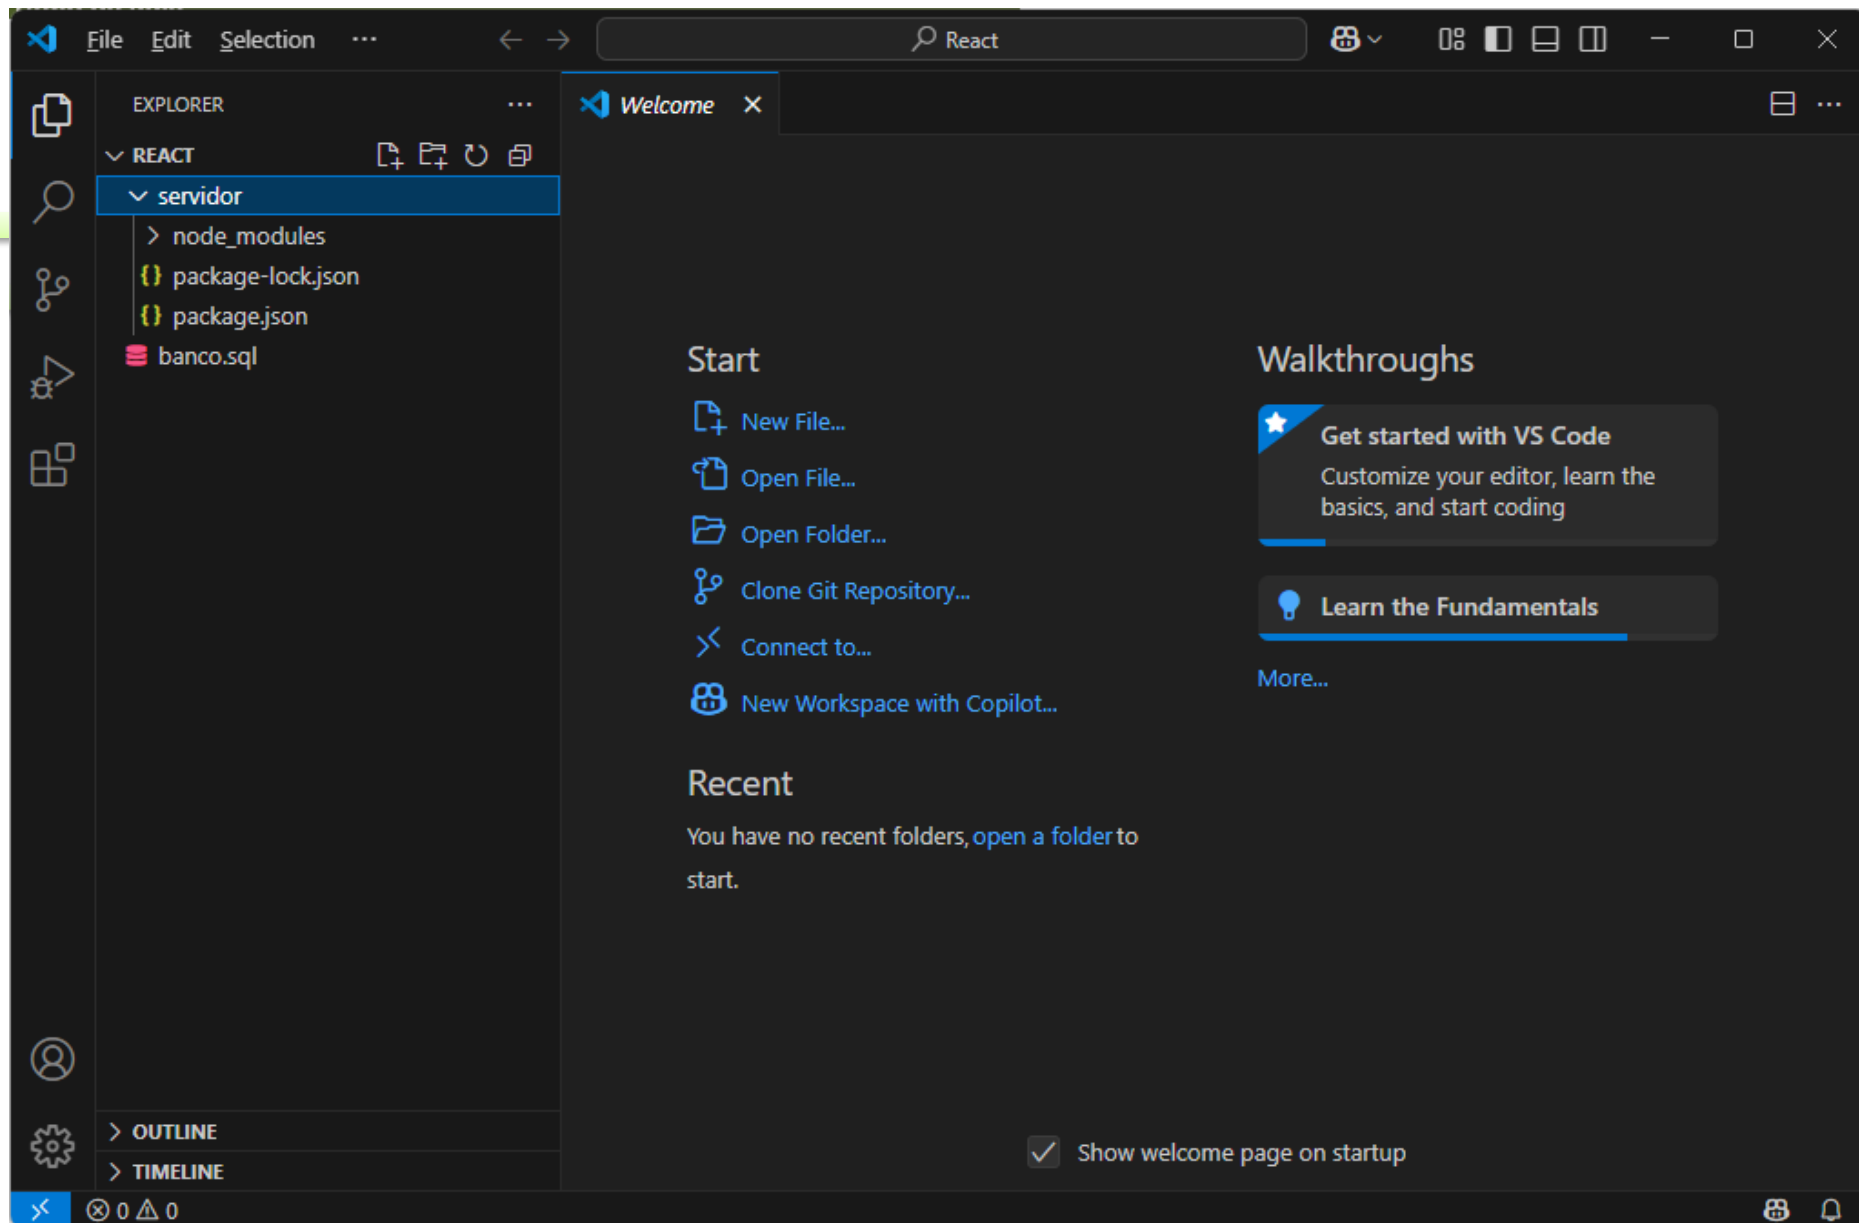 File Edit Selection ··· React
EXPLORER ···
Welcome
REACT
servidor
node_modules
{} package-lock.json
{} package.json
banco.sql
Start
New File...
Open File...
Open Folder...
Clone Git Repository...
Connect to...
New Workspace with Copilot...
Recent
You have no recent folders, open a folder to
start.
Walkthroughs
Get started with VS Code
Customize your editor, learn the
basics, and start coding
Learn the Fundamentals
More...
Show welcome page on startup
OUTLINE
TIMELINE
0 0